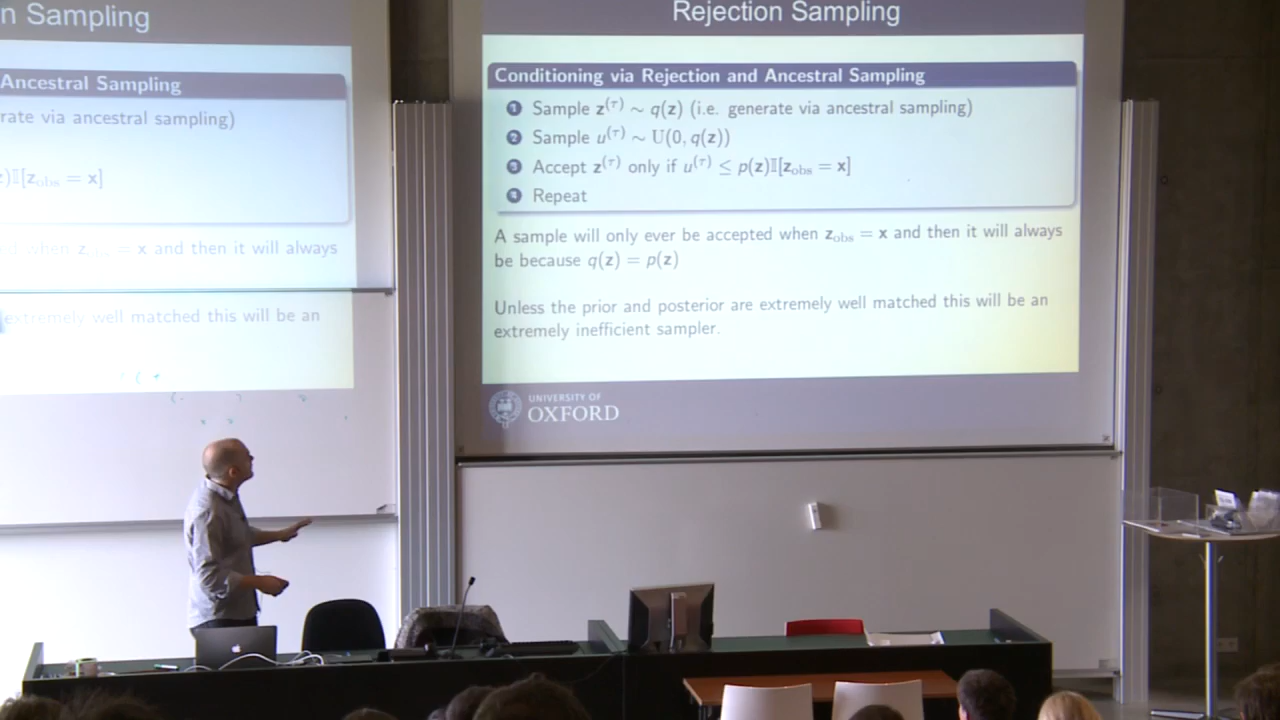 n Sampling
Ancestral Sampling
rate via ancestral sampling)
z)𝕀[z_obs = x]
when z_obs = x and then it will always
extremely well matched this will be an
Rejection Sampling
Conditioning via Rejection and Ancestral Sampling
1 Sample z^(τ) ∼ q(z) (i.e. generate via ancestral sampling)
2 Sample u^(τ) ∼ U(0, q(z))
3 Accept z^(τ) only if u^(τ) ≤ p(z)𝕀[z_obs = x]
4 Repeat
A sample will only ever be accepted when z_obs = x and then it will always
be because q(z) = p(z)
Unless the prior and posterior are extremely well matched this will be an
extremely inefficient sampler.
UNIVERSITY OF
OXFORD